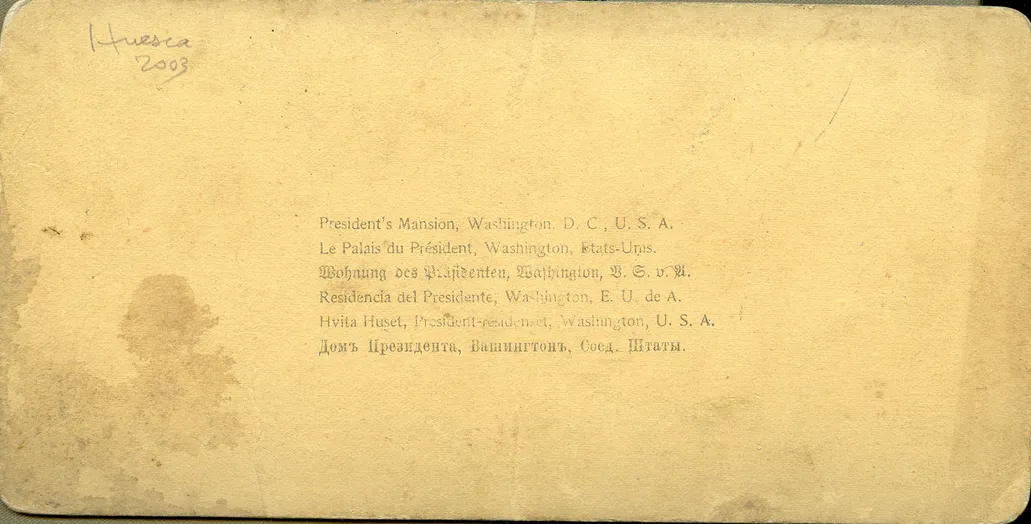 Huesca
2003
President's Mansion, Washington. D. C., U. S. A.
Le Palais du Président, Washington, Etats-Unis.
Wohnung des Präsidenten, Washington, V. S. v. A.
Residencia del Presidente, Washington, E. U. de A.
Hvita Huset, President-residenset, Washington, U. S. A.
Домъ Президента, Вашингтонъ, Соед. Штаты.